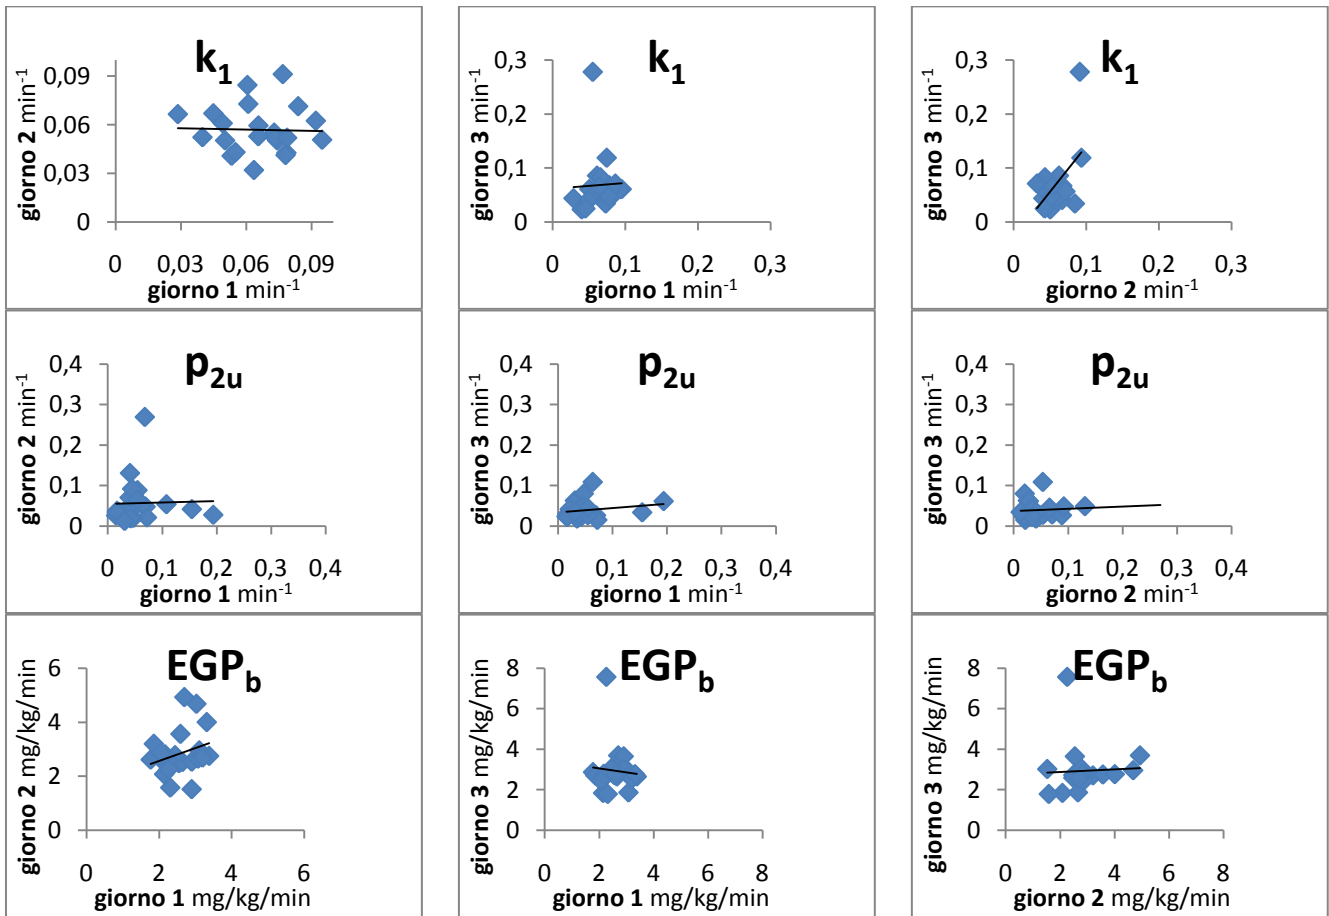 k₁
giorno 2 min⁻¹
0,09
0,06
0,03
0
0 0,03 0,06 0,09
giorno 1 min⁻¹
k₁
giorno 3 min⁻¹
0,3
0,2
0,1
0
0 0,1 0,2 0,3
giorno 1 min⁻¹
k₁
giorno 3 min⁻¹
0,3
0,2
0,1
0
0 0,1 0,2 0,3
giorno 2 min⁻¹
p₂ᵤ
giorno 2 min⁻¹
0,4
0,3
0,2
0,1
0
0 0,1 0,2 0,3 0,4
giorno 1 min⁻¹
p₂ᵤ
giorno 3 min⁻¹
0,4
0,3
0,2
0,1
0
0 0,1 0,2 0,3 0,4
giorno 1 min⁻¹
p₂ᵤ
giorno 3 min⁻¹
0,4
0,3
0,2
0,1
0
0 0,1 0,2 0,3 0,4
giorno 2 min⁻¹
EGP_b
giorno 2 mg/kg/min
6
4
2
0
0 2 4 6
giorno 1 mg/kg/min
EGP_b
giorno 3 mg/kg/min
8
6
4
2
0
0 2 4 6 8
giorno 1 mg/kg/min
EGP_b
giorno 3 mg/kg/min
8
6
4
2
0
0 2 4 6 8
giorno 2 mg/kg/min